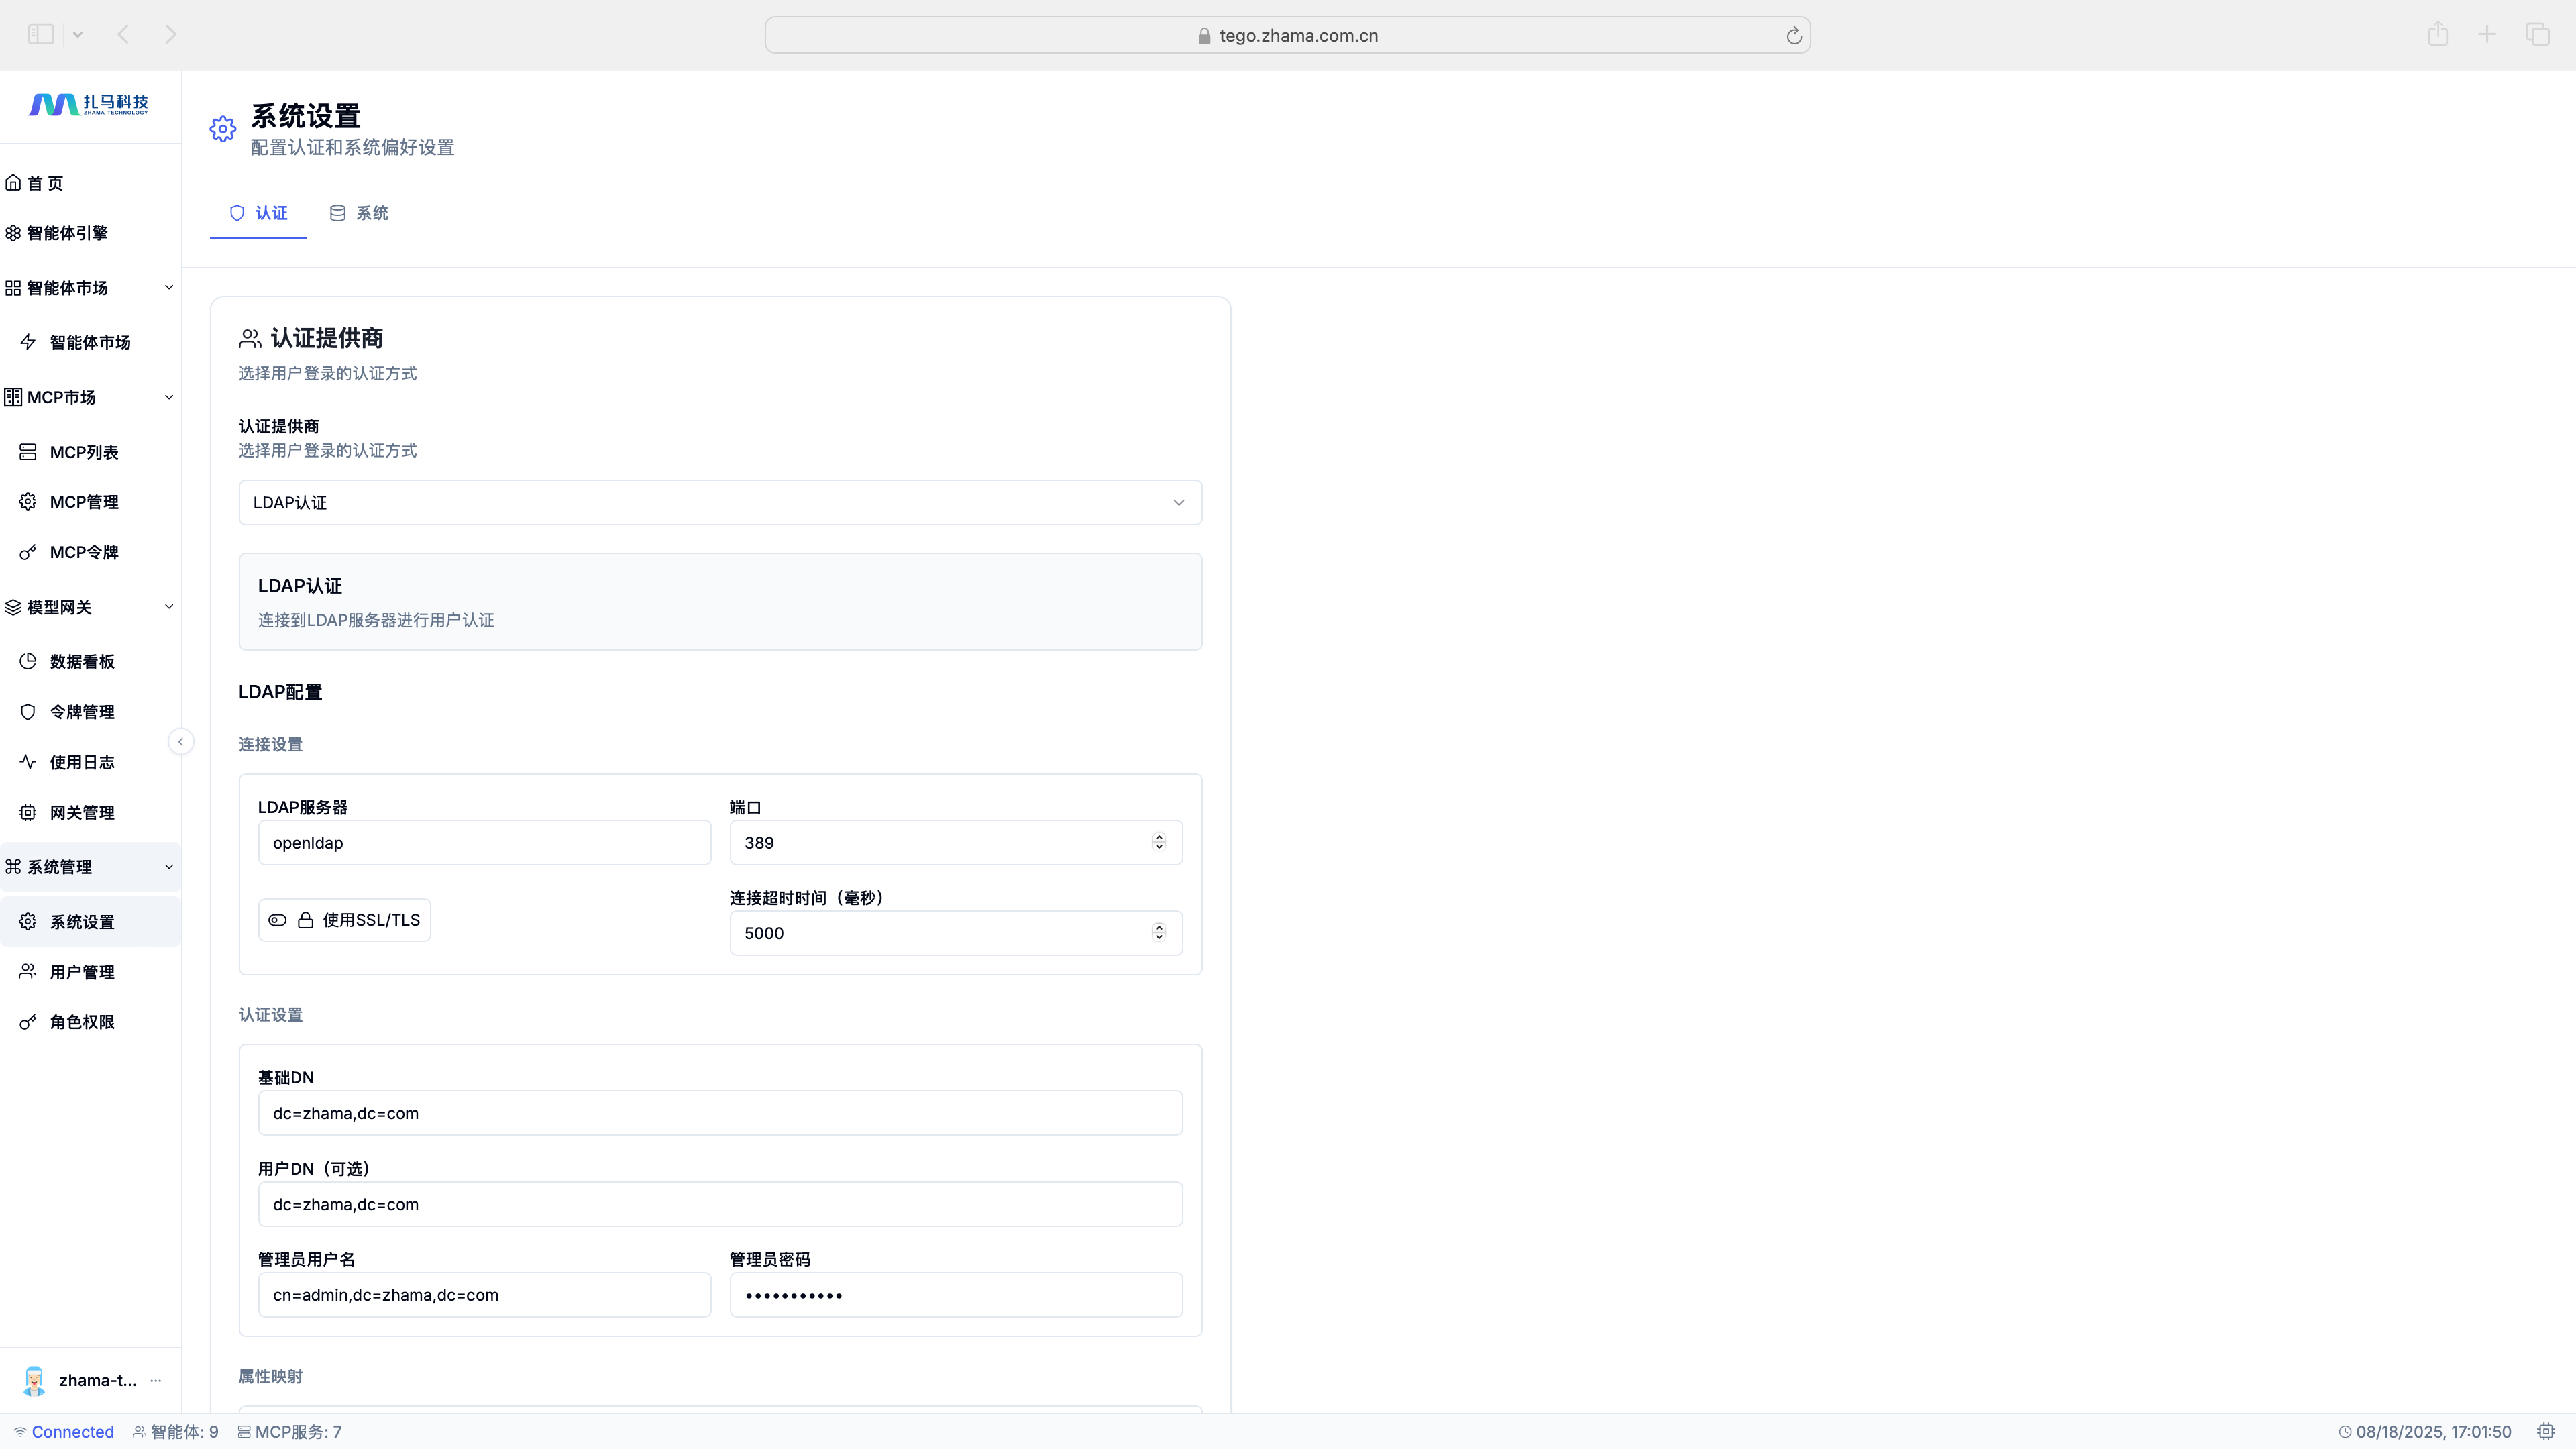 tego.zhama.com.cn
扎马科技
ZHAMA TECHNOLOGY
首 页
智能体引擎
智能体市场
智能体市场
MCP市场
MCP列表
MCP管理
MCP令牌
模型网关
数据看板
令牌管理
使用日志
网关管理
系统管理
系统设置
用户管理
角色权限
zhama-t...
系统设置
配置认证和系统偏好设置
认证
系统
认证提供商
选择用户登录的认证方式
认证提供商
选择用户登录的认证方式
LDAP认证
LDAP认证
连接到LDAP服务器进行用户认证
LDAP配置
连接设置
LDAP服务器
openldap
端口
389
使用SSL/TLS
连接超时时间（毫秒）
5000
认证设置
基础DN
dc=zhama,dc=com
用户DN（可选）
dc=zhama,dc=com
管理员用户名
cn=admin,dc=zhama,dc=com
管理员密码
•••••••••••
属性映射
Connected
智能体: 9
MCP服务: 7
08/18/2025, 17:01:50